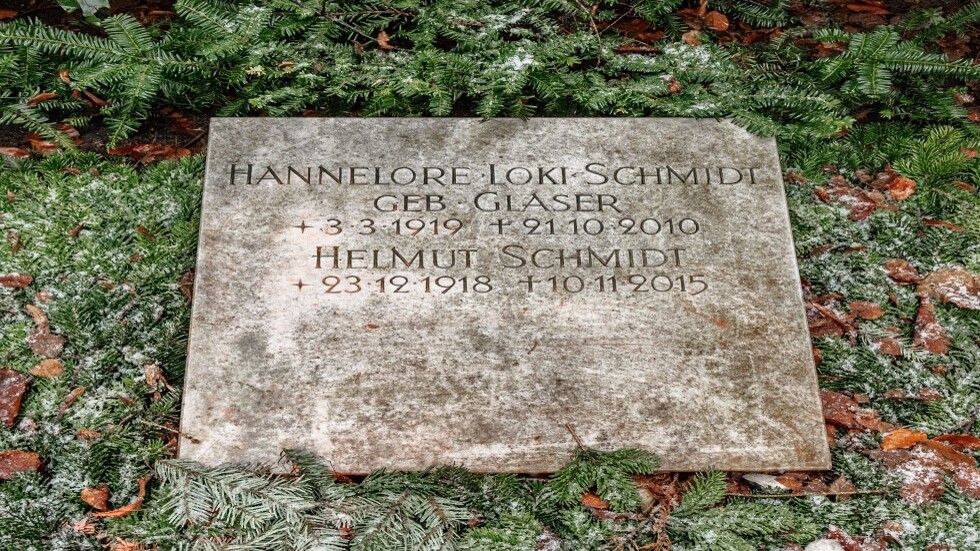 HANNELORE·LOKI·SCHMIDT
GEB·GLASER
+3·3·1919 +21·10·2010
HELMUT SCHMIDT
+23·12·1918 +10·11·2015